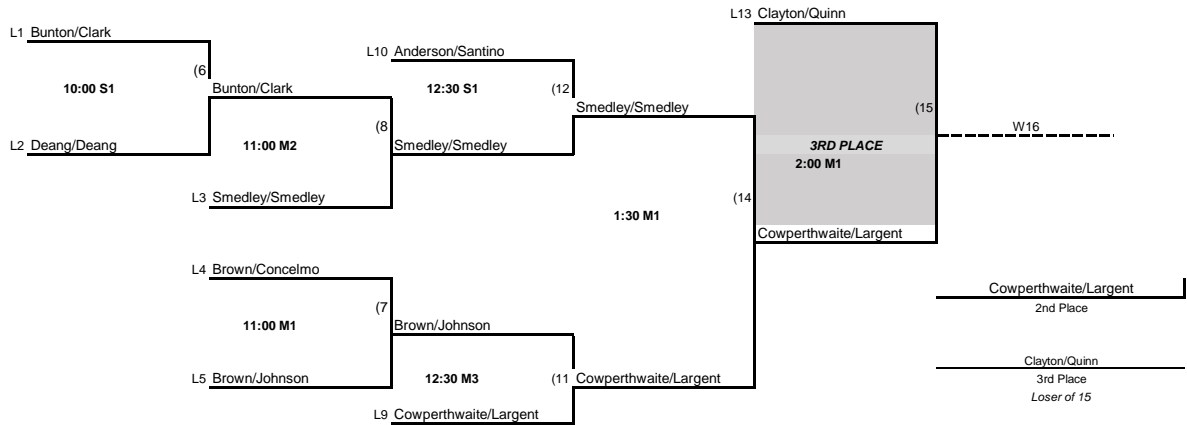 L13 Clayton/Quinn
L1 Bunton/Clark
L10 Anderson/Santino
(6
10:00 S1
Bunton/Clark
12:30 S1
(12
Smedley/Smedley
(15
(8
W16
L2 Deang/Deang
11:00 M2
Smedley/Smedley
3RD PLACE
2:00 M1
L3 Smedley/Smedley
(14
1:30 M1
Cowperthwaite/Largent
L4 Brown/Concelmo
Cowperthwaite/Largent
(7
2nd Place
11:00 M1
Brown/Johnson
Clayton/Quinn
L5 Brown/Johnson
12:30 M3
(11 Cowperthwaite/Largent
3rd Place
Loser of 15
L9 Cowperthwaite/Largent